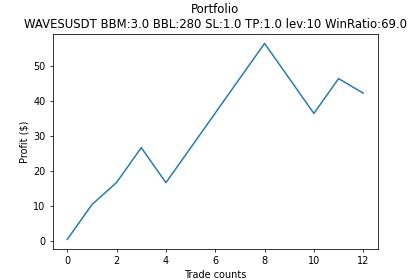 Portfolio
WAVESUSDT BBM:3.0 BBL:280 SL:1.0 TP:1.0 lev:10 WinRatio:69.0
Profit ($)
50
40
30
20
10
0
0 2 4 6 8 10 12
Trade counts